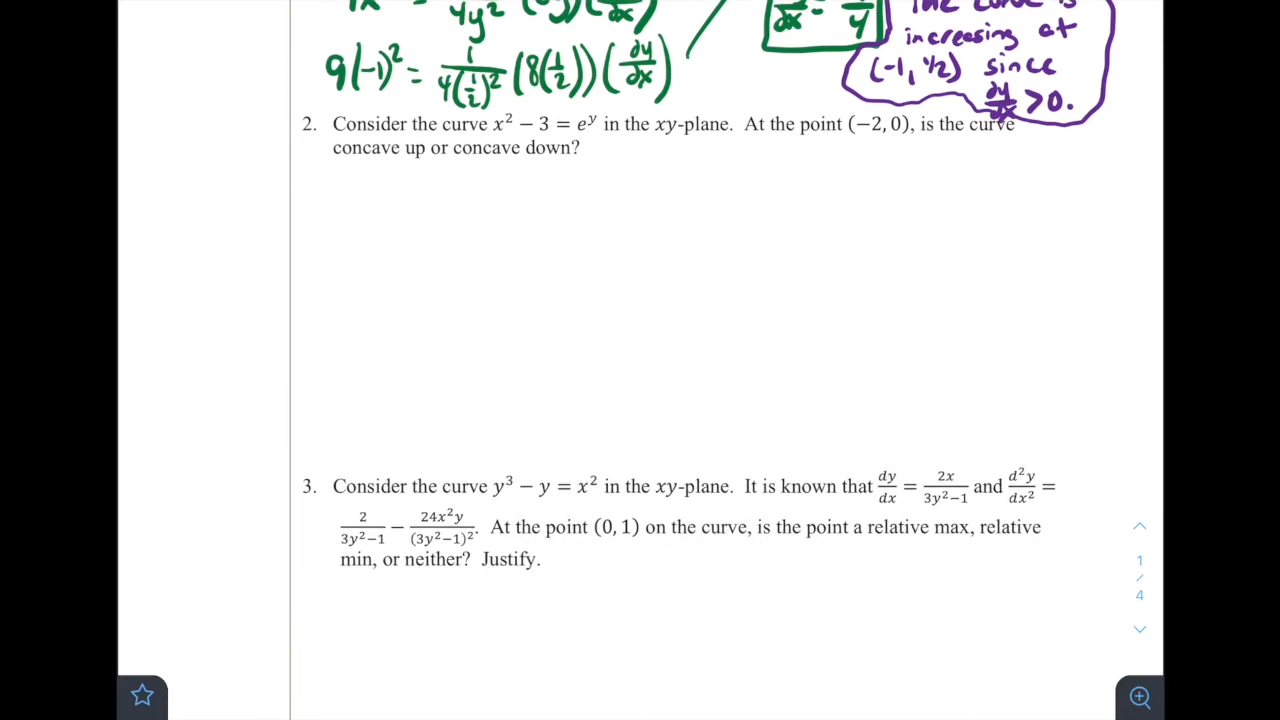 9(-1)² = 1/4(1/2)² (8(1/2)) (dy/dx)
increasing at
(-1, 1/2) since
dy/dx > 0.
2. Consider the curve x² − 3 = eʸ in the xy-plane. At the point (−2, 0), is the curve
concave up or concave down?
3. Consider the curve y³ − y = x² in the xy-plane. It is known that dy/dx = 2x/(3y²−1) and d²y/dx² =
2/(3y²−1) − 24x²y/(3y²−1)². At the point (0, 1) on the curve, is the point a relative max, relative
min, or neither? Justify.
1
/
4